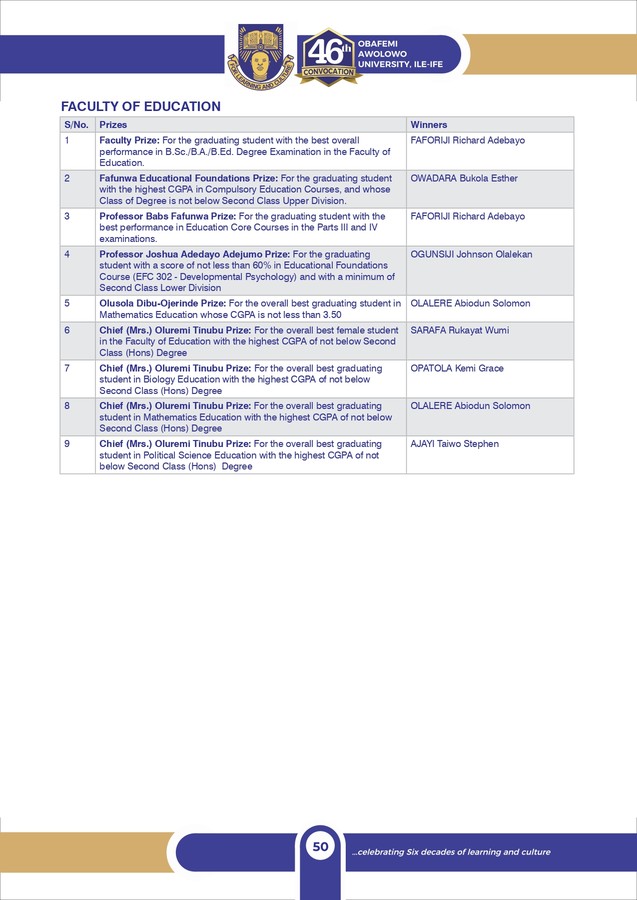 FOR LEARNING AND CULTURE
46th
CONVOCATION
OBAFEMI
AWOLOWO
UNIVERSITY, ILE-IFE
FACULTY OF EDUCATION
S/No. Prizes Winners
1 Faculty Prize: For the graduating student with the best overall FAFORIJI Richard Adebayo
performance in B.Sc./B.A./B.Ed. Degree Examination in the Faculty of
Education.
2 Fafunwa Educational Foundations Prize: For the graduating student OWADARA Bukola Esther
with the highest CGPA in Compulsory Education Courses, and whose
Class of Degree is not below Second Class Upper Division.
3 Professor Babs Fafunwa Prize: For the graduating student with the FAFORIJI Richard Adebayo
best performance in Education Core Courses in the Parts III and IV
examinations.
4 Professor Joshua Adedayo Adejumo Prize: For the graduating OGUNSIJI Johnson Olalekan
student with a score of not less than 60% in Educational Foundations
Course (EFC 302 - Developmental Psychology) and with a minimum of
Second Class Lower Division
5 Olusola Dibu-Ojerinde Prize: For the overall best graduating student in OLALERE Abiodun Solomon
Mathematics Education whose CGPA is not less than 3.50
6 Chief (Mrs.) Oluremi Tinubu Prize: For the overall best female student SARAFA Rukayat Wumi
in the Faculty of Education with the highest CGPA of not below Second
Class (Hons) Degree
7 Chief (Mrs.) Oluremi Tinubu Prize: For the overall best graduating OPATOLA Kemi Grace
student in Biology Education with the highest CGPA of not below
Second Class (Hons) Degree
8 Chief (Mrs.) Oluremi Tinubu Prize: For the overall best graduating OLALERE Abiodun Solomon
student in Mathematics Education with the highest CGPA of not below
Second Class (Hons) Degree
9 Chief (Mrs.) Oluremi Tinubu Prize: For the overall best graduating AJAYI Taiwo Stephen
student in Political Science Education with the highest CGPA of not
below Second Class (Hons) Degree
50
...celebrating Six decades of learning and culture